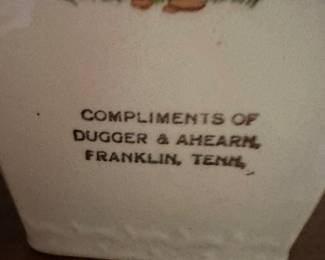 COMPLIMENTS OF
DUGGER & AHEARN,
FRANKLIN, TENN,